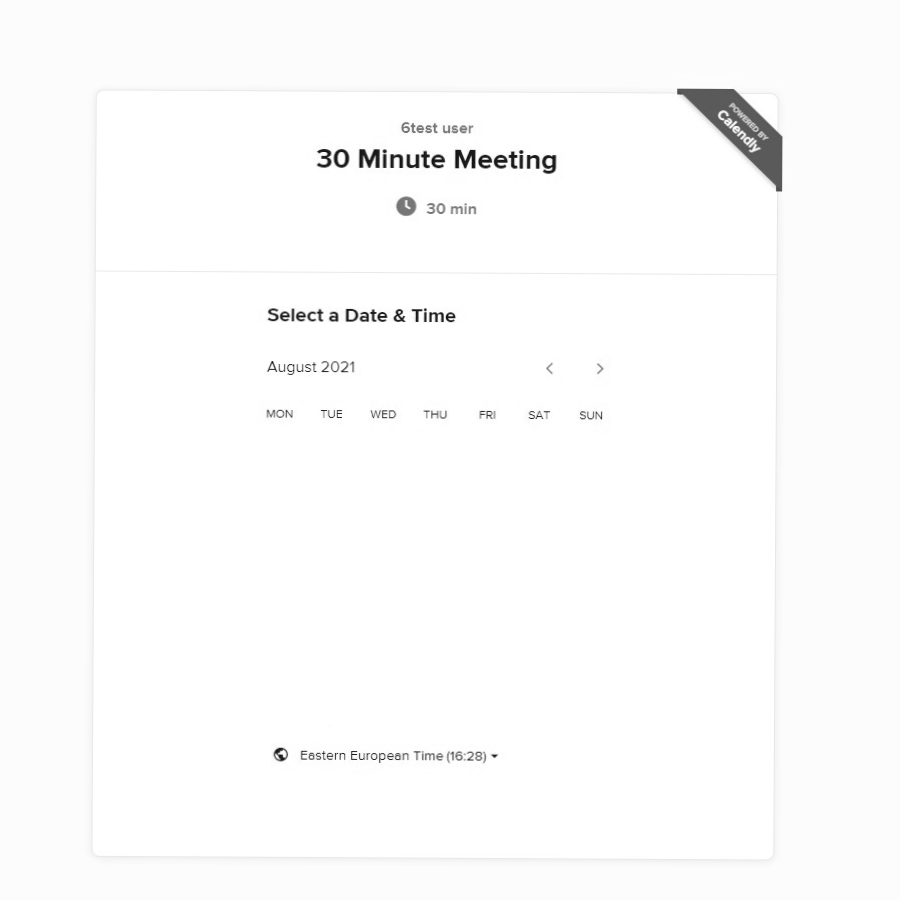 POWERED BY
Calendly
6test user
30 Minute Meeting
30 min
Select a Date & Time
August 2021
MON TUE WED THU FRI SAT SUN
Eastern European Time (16:28)